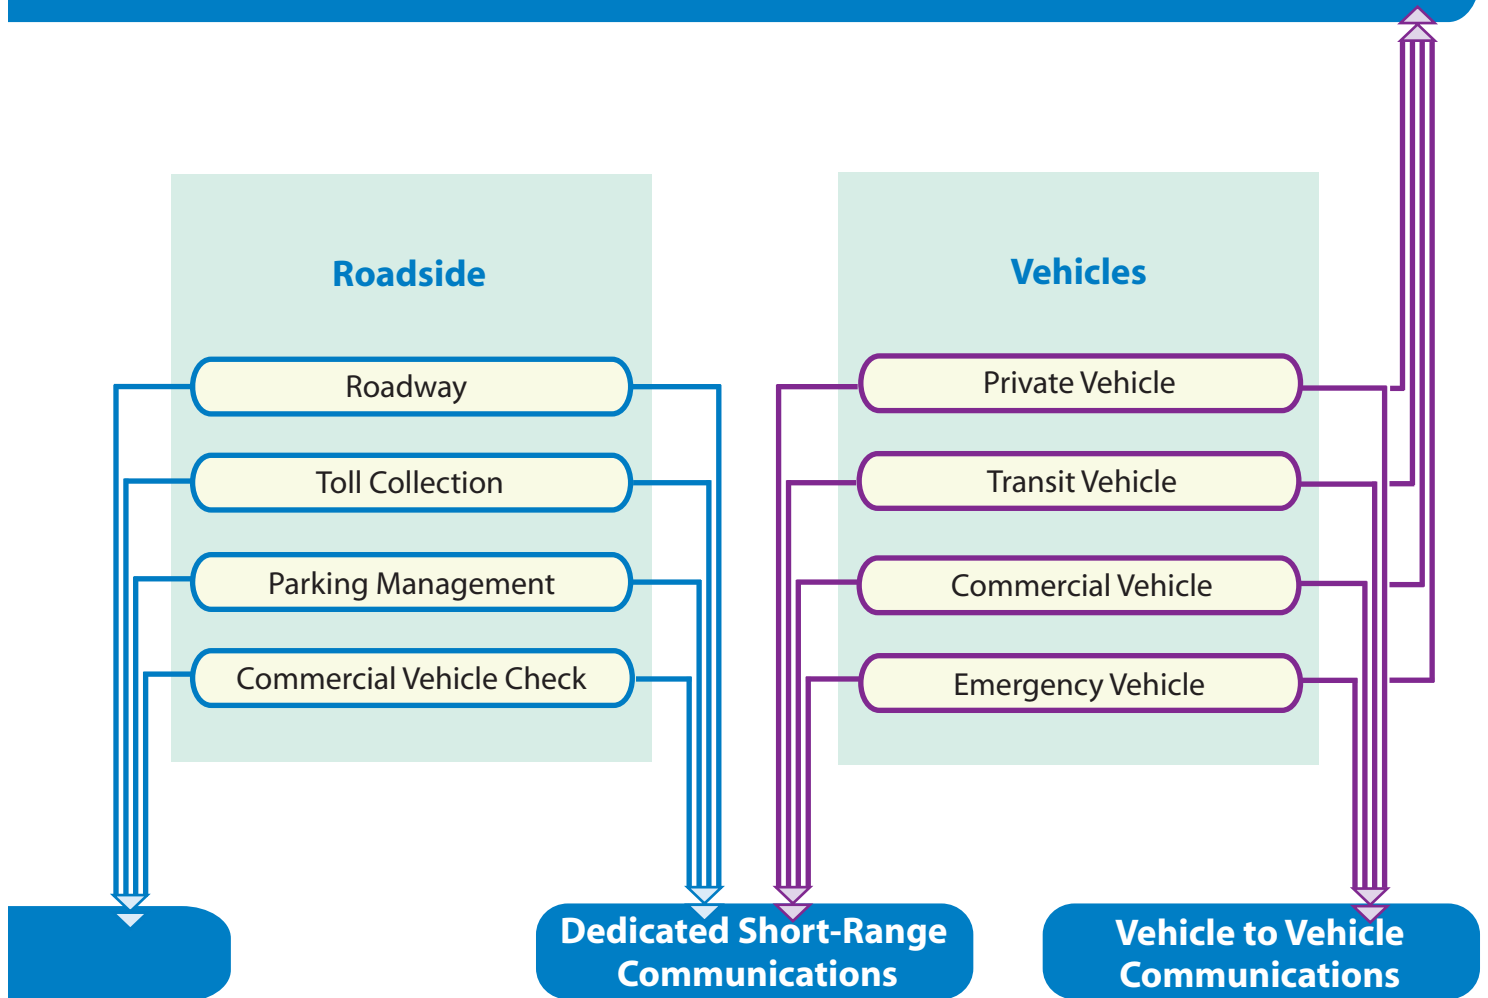 Roadside
Roadway
Toll Collection
Parking Management
Commercial Vehicle Check
Vehicles
Private Vehicle
Transit Vehicle
Commercial Vehicle
Emergency Vehicle
Dedicated Short-Range
Communications
Vehicle to Vehicle
Communications